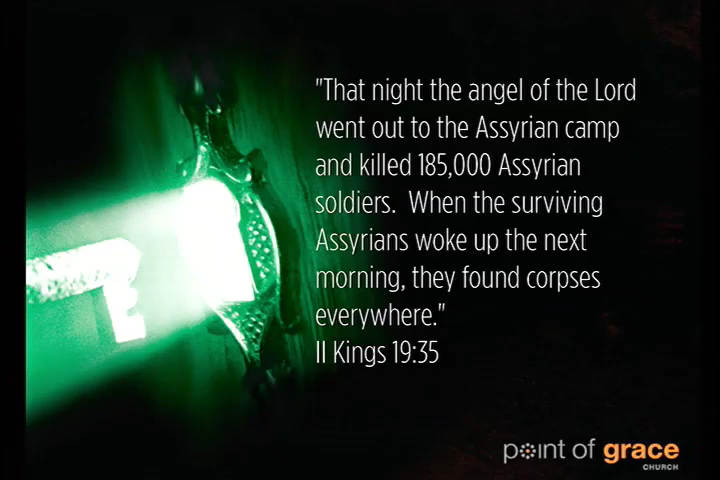 "That night the angel of the Lord
went out to the Assyrian camp
and killed 185,000 Assyrian
soldiers.  When the surviving
Assyrians woke up the next
morning, they found corpses
everywhere."
II Kings 19:35
point of grace
CHURCH